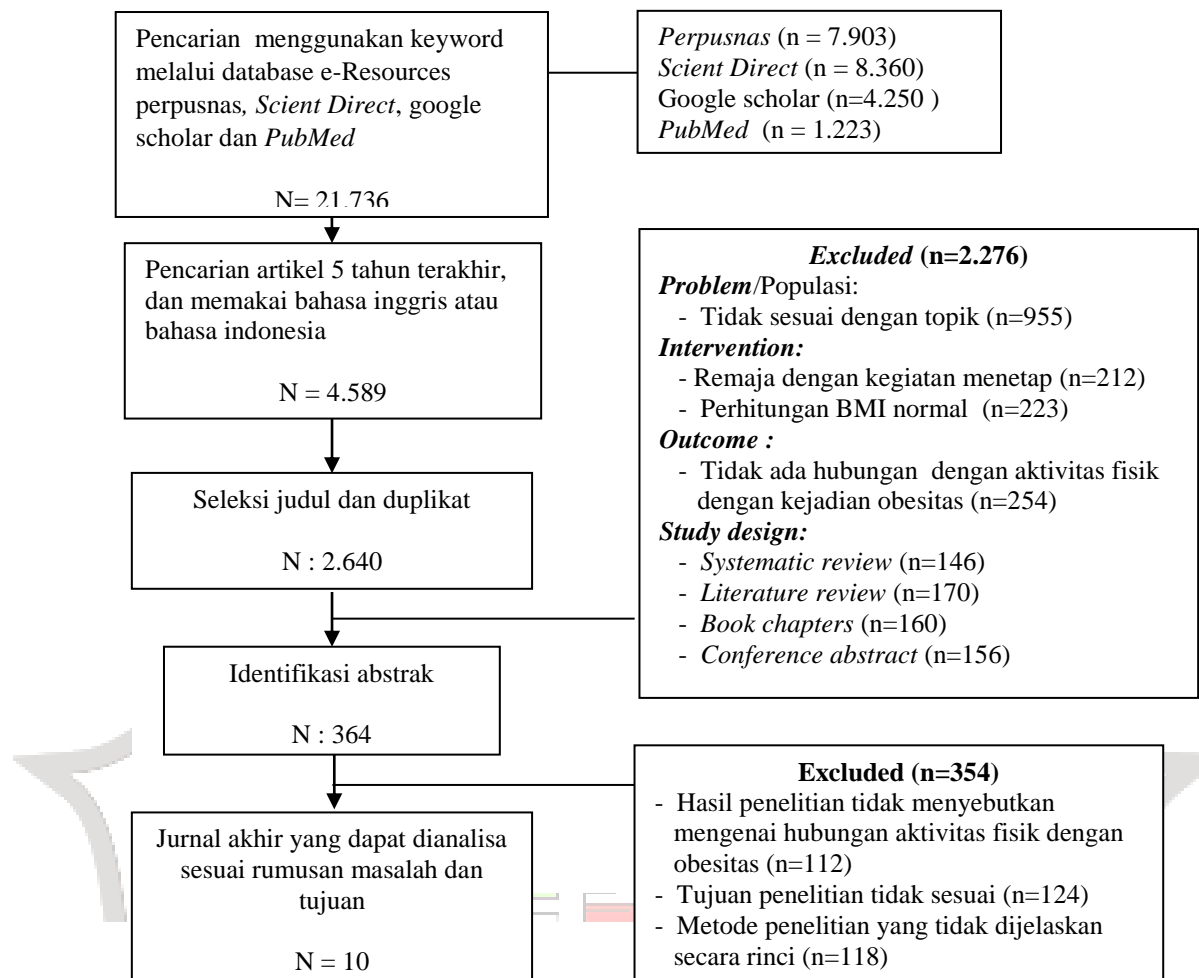 Pencarian menggunakan keyword
melalui database e-Resources
perpusnas, Scient Direct, google
scholar dan PubMed
N= 21.736
Perpusnas (n = 7.903)
Scient Direct (n = 8.360)
Google scholar (n=4.250 )
PubMed (n = 1.223)
Pencarian artikel 5 tahun terakhir,
dan memakai bahasa inggris atau
bahasa indonesia
N = 4.589
Seleksi judul dan duplikat
N : 2.640
Excluded (n=2.276)
Problem/Populasi:
- Tidak sesuai dengan topik (n=955)
Intervention:
- Remaja dengan kegiatan menetap (n=212)
- Perhitungan BMI normal (n=223)
Outcome :
- Tidak ada hubungan dengan aktivitas fisik
dengan kejadian obesitas (n=254)
Study design:
- Systematic review (n=146)
- Literature review (n=170)
- Book chapters (n=160)
- Conference abstract (n=156)
Identifikasi abstrak
N : 364
Excluded (n=354)
- Hasil penelitian tidak menyebutkan
mengenai hubungan aktivitas fisik dengan
obesitas (n=112)
- Tujuan penelitian tidak sesuai (n=124)
- Metode penelitian yang tidak dijelaskan
secara rinci (n=118)
Jurnal akhir yang dapat dianalisa
sesuai rumusan masalah dan
tujuan
N = 10